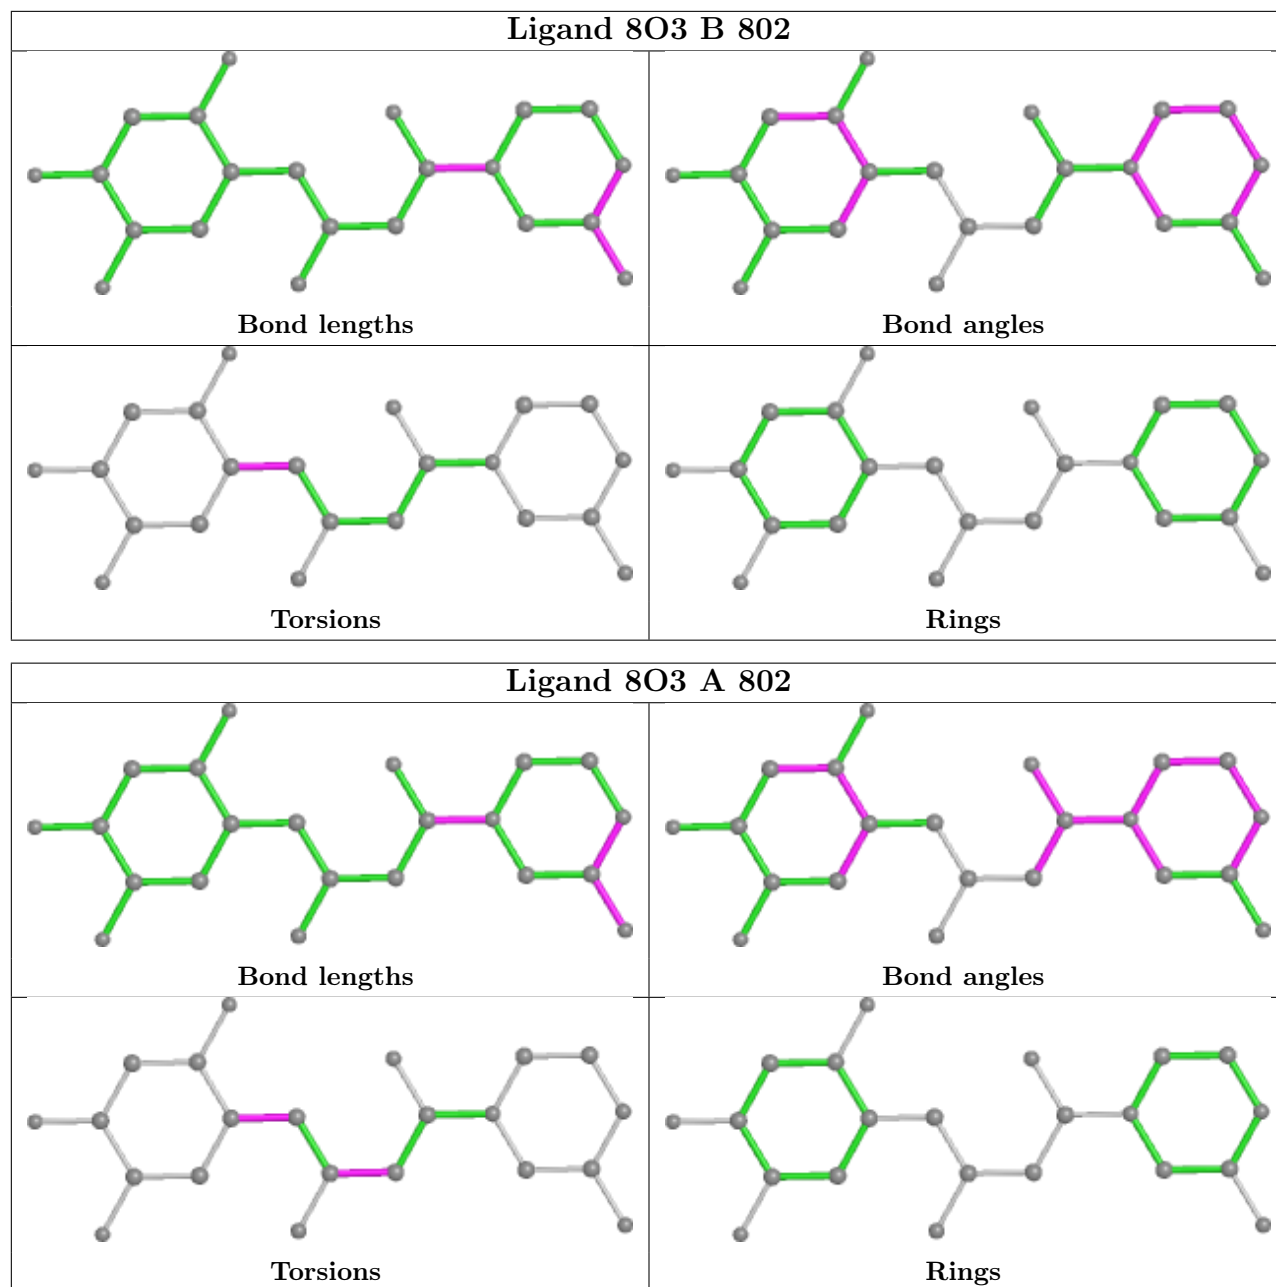 Ligand 8O3 B 802
Bond lengths
Bond angles
Torsions
Rings
Ligand 8O3 A 802
Bond lengths
Bond angles
Torsions
Rings